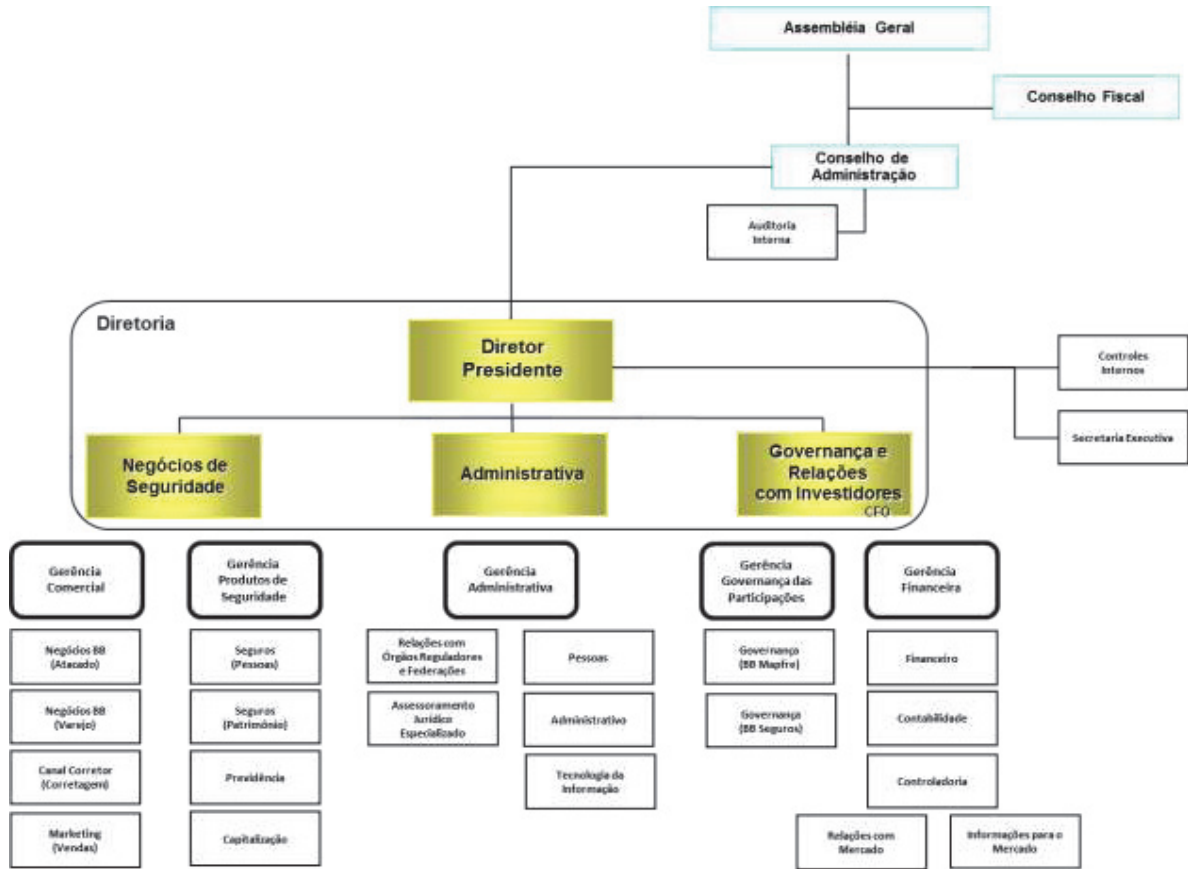 Assembléia Geral
Conselho Fiscal
Conselho de
Administração
Auditoria
Interna
Diretoria
Diretor
Presidente
Controles
Internos
Secretaria Executiva
Negócios de
Seguridade
Administrativa
Governança e
Relações
com Investidores
CFO
Gerência
Comercial
Gerência
Produtos de
Seguridade
Gerência
Administrativa
Gerência
Governança das
Participações
Gerência
Financeira
Negócios BB
(Atacado)
Negócios BB
(Varejo)
Canal Corretor
(Corretagem)
Marketing
(Vendas)
Seguros
(Pessoas)
Seguros
(Patrimônio)
Previdência
Capitalização
Relações com
Órgãos Reguladores
e Federações
Assessoramento
Jurídico
Especializado
Pessoas
Administrativo
Tecnologia da
Informação
Governança
(BB Mapfre)
Governança
(BB Seguros)
Financeiro
Contabilidade
Controladoria
Relações com
Mercado
Informações para o
Mercado